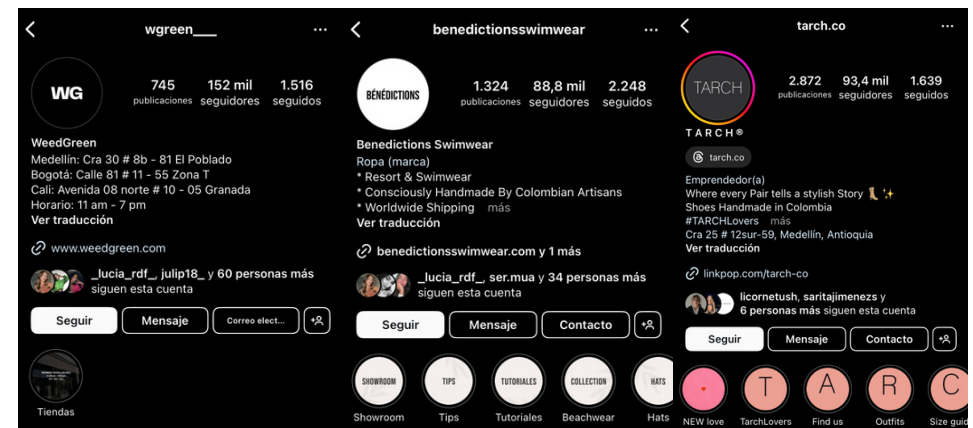 wgreen___
WG
745
152 mil
1.516
publicaciones
seguidores
seguidos
WeedGreen
Medellín: Cra 30 # 8b - 81 El Poblado
Bogotá: Calle 81 # 11 - 55 Zona T
Cali: Avenida 08 norte # 10 - 05 Granada
Horario: 11 am - 7 pm
Ver traducción
www.weedgreen.com
_lucia_rdf_, julip18_ y 60 personas más
siguen esta cuenta
Seguir
Mensaje
Correo elect...
Tiendas
benedictionsswimwear
BÉNÉDICTIONS
1.324
88,8 mil
2.248
publicaciones
seguidores
seguidos
Benedictions Swimwear
Ropa (marca)
* Resort & Swimwear
* Consciously Handmade By Colombian Artisans
* Worldwide Shipping más
Ver traducción
benedictionsswimwear.com y 1 más
_lucia_rdf_, ser.mua y 34 personas más
siguen esta cuenta
Seguir
Mensaje
Contacto
SHOWROOM
TIPS
TUTORIALES
COLLECTION
HATS
Showroom
Tips
Tutoriales
Beachwear
Hats
tarch.co
TARCH
2.872
93,4 mil
1.639
publicaciones
seguidores
seguidos
TARCH®
tarch.co
Emprendedor(a)
Where every Pair tells a stylish Story 👢✨
Shoes Handmade in Colombia
#TARCHLovers más
Cra 25 # 12sur-59, Medellín, Antioquia
Ver traducción
linkpop.com/tarch-co
licornetush, saritajimenezs y
6 personas más siguen esta cuenta
Seguir
Mensaje
Contacto
T
A
R
C
NEW love
TarchLovers
Find us
Outfits
Size guid